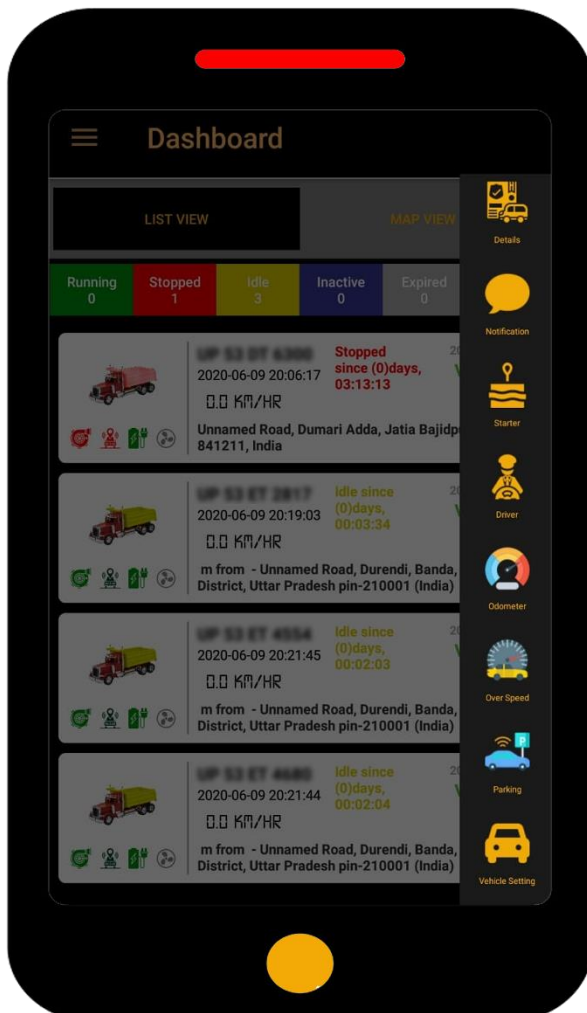 Dashboard
LIST VIEW
MAP VIEW
Running
0
Stopped
1
Idle
3
Inactive
0
Expired
0
Stopped
since (0)days,
03:13:13
2020-06-09 20:06:17
0.0 KM/HR
Unnamed Road, Dumari Adda, Jatia
841211, India
Idle since
(0)days,
00:03:34
2020-06-09 20:19:03
0.0 KM/HR
m from - Unnamed Road, Durendi, Banda,
District, Uttar Pradesh pin-210001 (India)
Idle since
(0)days,
00:02:03
2020-06-09 20:21:45
0.0 KM/HR
m from - Unnamed Road, Durendi, Banda,
District, Uttar Pradesh pin-210001 (India)
Idle since
(0)days,
00:02:04
2020-06-09 20:21:44
0.0 KM/HR
m from - Unnamed Road, Durendi, Banda,
District, Uttar Pradesh pin-210001 (India)
Details
Notification
Starter
Driver
Odometer
Over Speed
P
Parking
Vehicle Setting